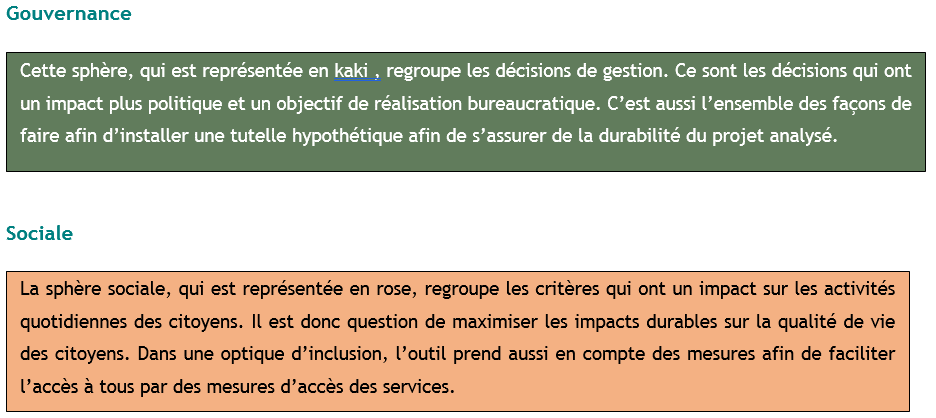 Gouvernance
Cette sphère, qui est représentée en kaki , regroupe les décisions de gestion. Ce sont les décisions qui ont
un impact plus politique et un objectif de réalisation bureaucratique. C’est aussi l’ensemble des façons de
faire afin d’installer une tutelle hypothétique afin de s’assurer de la durabilité du projet analysé.
Sociale
La sphère sociale, qui est représentée en rose, regroupe les critères qui ont un impact sur les activités
quotidiennes des citoyens. Il est donc question de maximiser les impacts durables sur la qualité de vie
des citoyens. Dans une optique d’inclusion, l’outil prend aussi en compte des mesures afin de faciliter
l’accès à tous par des mesures d’accès des services.